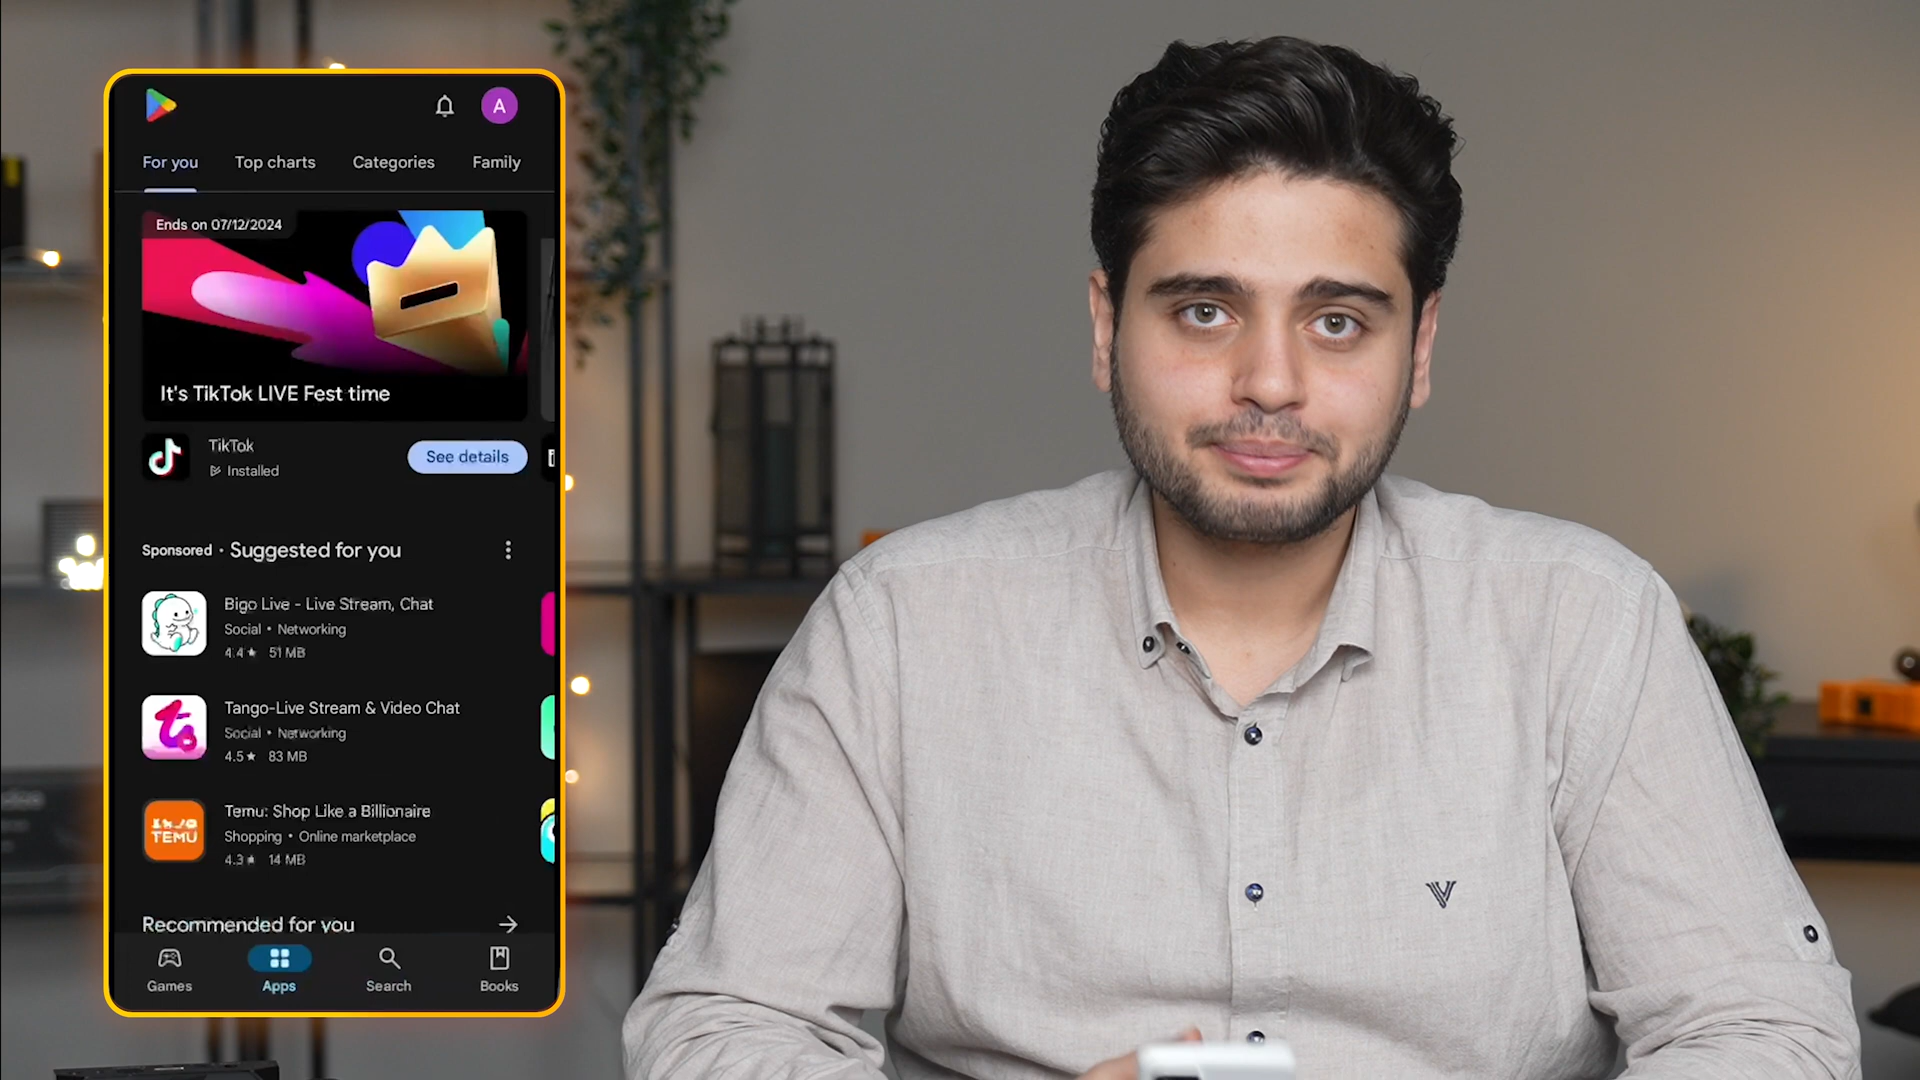 A
For you
Top charts
Categories
Family
Ends on 07/12/2024
It's TikTok LIVE Fest time
TikTok
Installed
See details
Sponsored • Suggested for you
Bigo Live - Live Stream, Chat
Social • Networking
4.4★ 51 MB
Tango-Live Stream & Video Chat
Social • Networking
4.5★ 83 MB
TEMU
Temu: Shop Like a Billionaire
Shopping • Online marketplace
4.3★ 14 MB
Recommended for you
Games
Apps
Search
Books